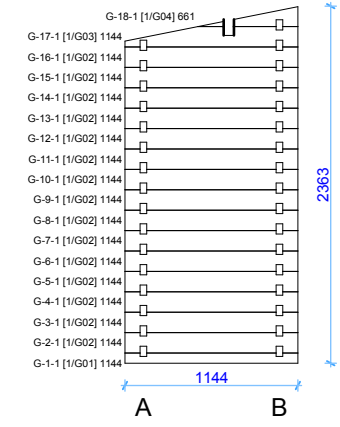 G-18-1 [1/G04] 661
G-17-1 [1/G03] 1144
G-16-1 [1/G02] 1144
G-15-1 [1/G02] 1144
G-14-1 [1/G02] 1144
G-13-1 [1/G02] 1144
G-12-1 [1/G02] 1144
G-11-1 [1/G02] 1144
G-10-1 [1/G02] 1144
G-9-1 [1/G02] 1144
G-8-1 [1/G02] 1144
G-7-1 [1/G02] 1144
G-6-1 [1/G02] 1144
G-5-1 [1/G02] 1144
G-4-1 [1/G02] 1144
G-3-1 [1/G02] 1144
G-2-1 [1/G02] 1144
G-1-1 [1/G01] 1144
2363
1144
A B